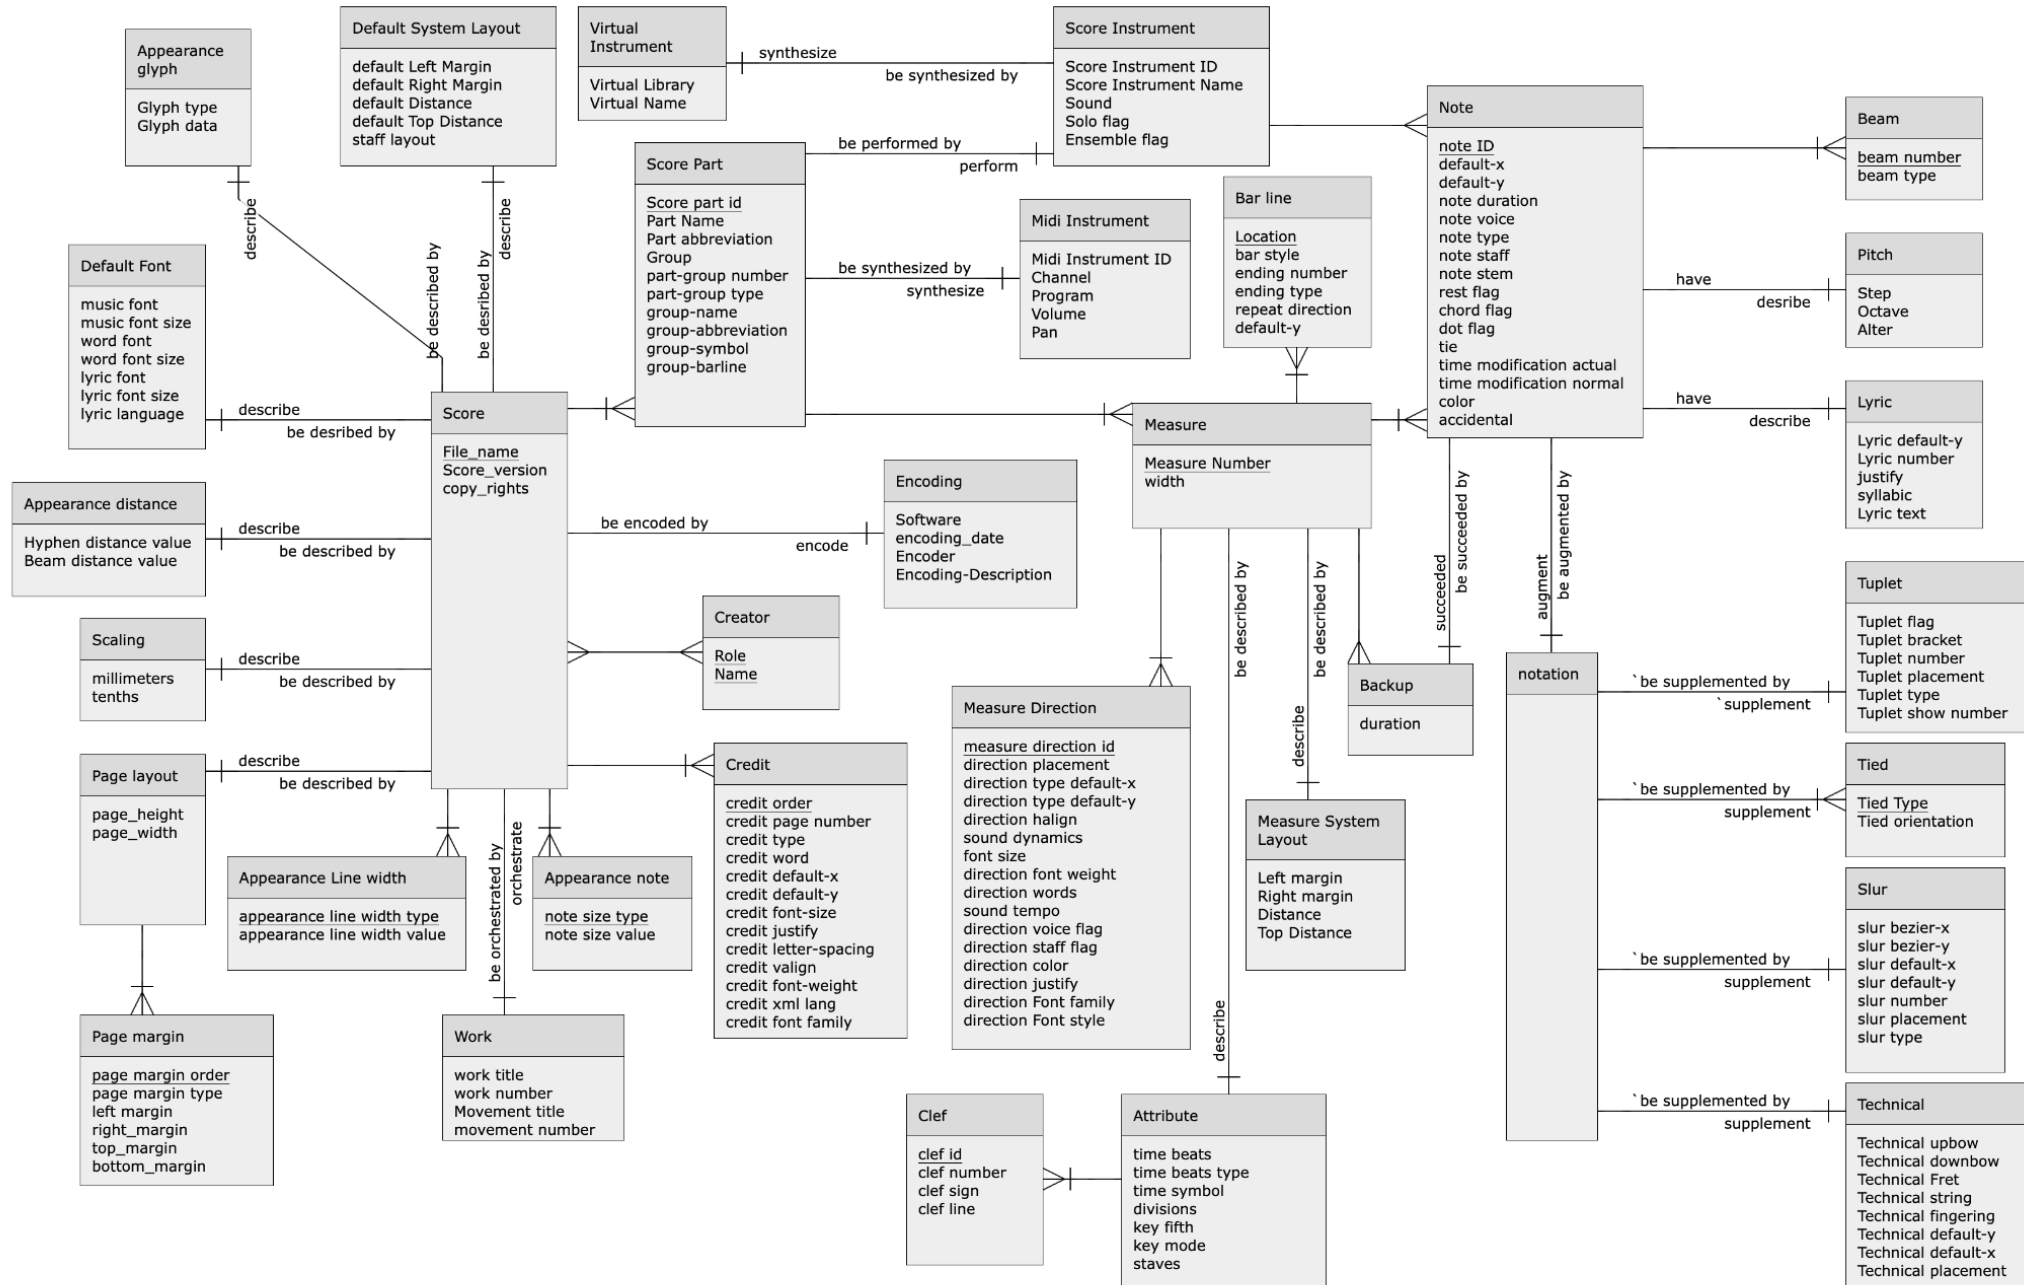 Appearance
glyph
Glyph type
Glyph data
Default System Layout
default Left Margin
default Right Margin
default Distance
default Top Distance
staff layout
Virtual
Instrument
Virtual Library
Virtual Name
synthesize
be synthesized by
Score Instrument
Score Instrument ID
Score Instrument Name
Sound
Solo flag
Ensemble flag
Note
note ID
default-x
default-y
note duration
note voice
note type
note staff
note stem
rest flag
chord flag
dot flag
tie
time modification actual
time modification normal
color
accidental
Beam
beam number
beam type
Score Part
Score part id
Part Name
Part abbreviation
Group
part-group number
part-group type
group-name
group-abbreviation
group-symbol
group-barline
be performed by
perform
be synthesized by
synthesize
Midi Instrument
Midi Instrument ID
Channel
Program
Volume
Pan
Bar line
Location
bar style
ending number
ending type
repeat direction
default-y
have
desribe
Pitch
Step
Octave
Alter
have
describe
Lyric
Lyric default-y
Lyric number
justify
syllabic
Lyric text
describe
be described by
be desribed by
describe
Default Font
music font
music font size
word font
word font size
lyric font
lyric font size
lyric language
describe
be desribed by
Score
File_name
Score_version
copy_rights
Measure
Measure Number
width
Appearance distance
Hyphen distance value
Beam distance value
describe
be described by
be encoded by
encode
Encoding
Software
encoding_date
Encoder
Encoding-Description
Scaling
millimeters
tenths
describe
be described by
Creator
Role
Name
be described by
describe
be described by
describe
succeeded
be succeeded by
augment
be augmented by
Backup
duration
notation
Tuplet
Tuplet flag
Tuplet bracket
Tuplet number
Tuplet placement
Tuplet type
Tuplet show number
`be supplemented by
`supplement
Page layout
page_height
page_width
describe
be described by
Credit
credit order
credit page number
credit type
credit word
credit default-x
credit default-y
credit font-size
credit justify
credit letter-spacing
credit valign
credit font-weight
credit xml lang
credit font family
Measure Direction
measure direction id
direction placement
direction type default-x
direction type default-y
direction halign
sound dynamics
font size
direction font weight
direction words
sound tempo
direction voice flag
direction staff flag
direction color
direction justify
direction Font family
direction Font style
Measure System
Layout
Left margin
Right margin
Distance
Top Distance
`be supplemented by
supplement
Tied
Tied Type
Tied orientation
Appearance Line width
appearance line width type
appearance line width value
be orchestrated by
orchestrate
Appearance note
note size type
note size value
`be supplemented by
supplement
Slur
slur bezier-x
slur bezier-y
slur default-x
slur default-y
slur number
slur placement
slur type
Page margin
page margin order
page margin type
left margin
right_margin
top_margin
bottom_margin
Work
work title
work number
Movement title
movement number
Clef
clef id
clef number
clef sign
clef line
Attribute
time beats
time beats type
time symbol
divisions
key fifth
key mode
staves
`be supplemented by
supplement
Technical
Technical upbow
Technical downbow
Technical Fret
Technical string
Technical fingering
Technical default-y
Technical default-x
Technical placement